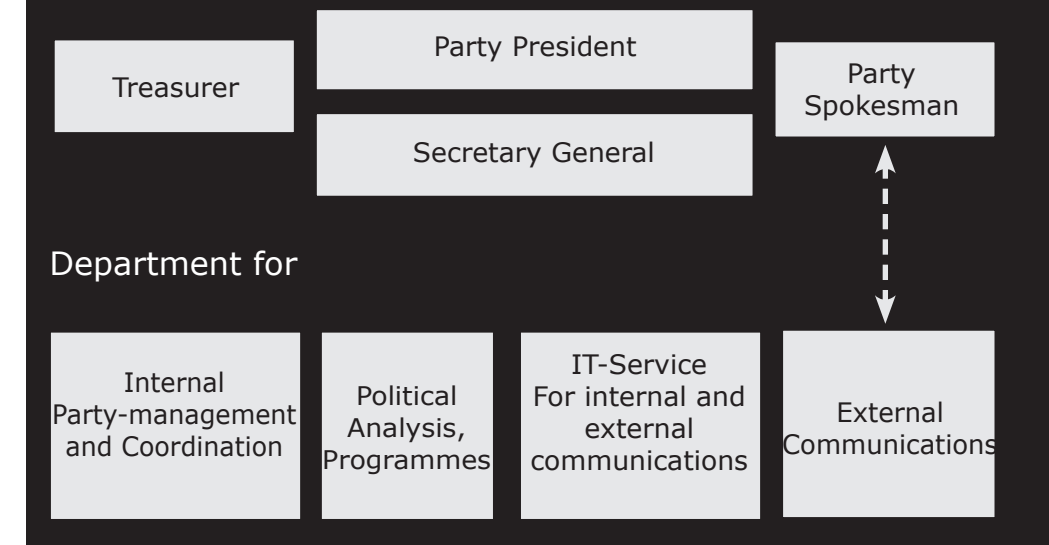 Party President
Treasurer
Party
Spokesman
Secretary General
Department for
Internal
Party-management
and Coordination
Political
Analysis,
Programmes
IT-Service
For internal and
external
communications
External
Communications